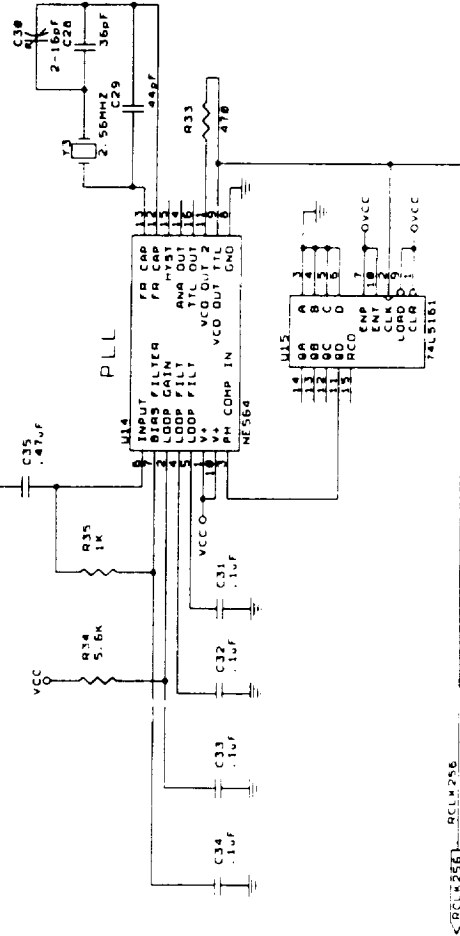 C30
2-16pF
C28
36pF
Y3
2.56MHZ
C29
44pF
R33
470
PLL
U14
6 INPUT
7 BIAS FILTER
2 LOOP GAIN
4 LOOP FILT
5 LOOP FILT
1 V+
10 V+
3 PH COMP IN
FR CAP 13
FR CAP 12
HYST 15
ANA OUT 14
TTL OUT 16
VCO OUT 2 11
VCO OUT TTL 9
GND 8
NE564
C35
.47uF
R35
1K
R34
5.6K
VCC
VCC
C31
.1uF
C32
.1uF
C33
.1uF
C34
.1uF
U15
14 QA
13 QB
12 QC
11 QD
15 RCO
A 3
B 4
C 5
D 6
ENP 7
ENT 10
CLK 2
LOAD 9
CLR 1
74LS161
VCC
VCC
RCLK256
RCLK256